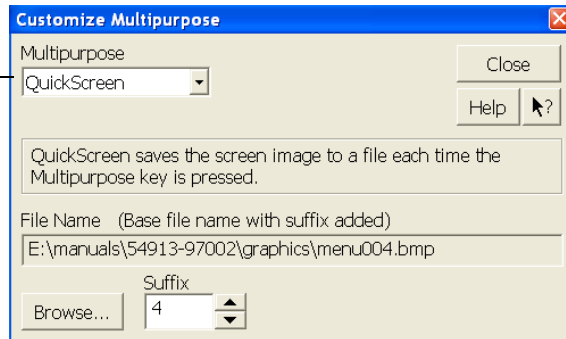 Customize Multipurpose
Multipurpose
QuickScreen
Close
Help
?
QuickScreen saves the screen image to a file each time the
Multipurpose key is pressed.
File Name (Base file name with suffix added)
E:\manuals\54913-97002\graphics\menu004.bmp
Suffix
Browse...
4